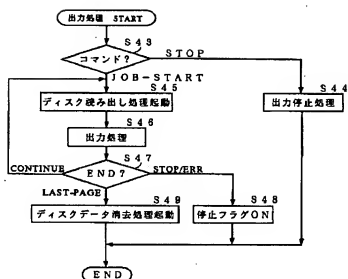 出力処理 START
S43
コマンド?
STOP
JOB-START
S45
ディスク読み出し処理起動
S44
出力停止処理
S46
出力処理
S47
END?
CONTINUE
STOP/ERR
LAST-PAGE
S49
ディスクデータ消去処理起動
S48
停止フラグON
END